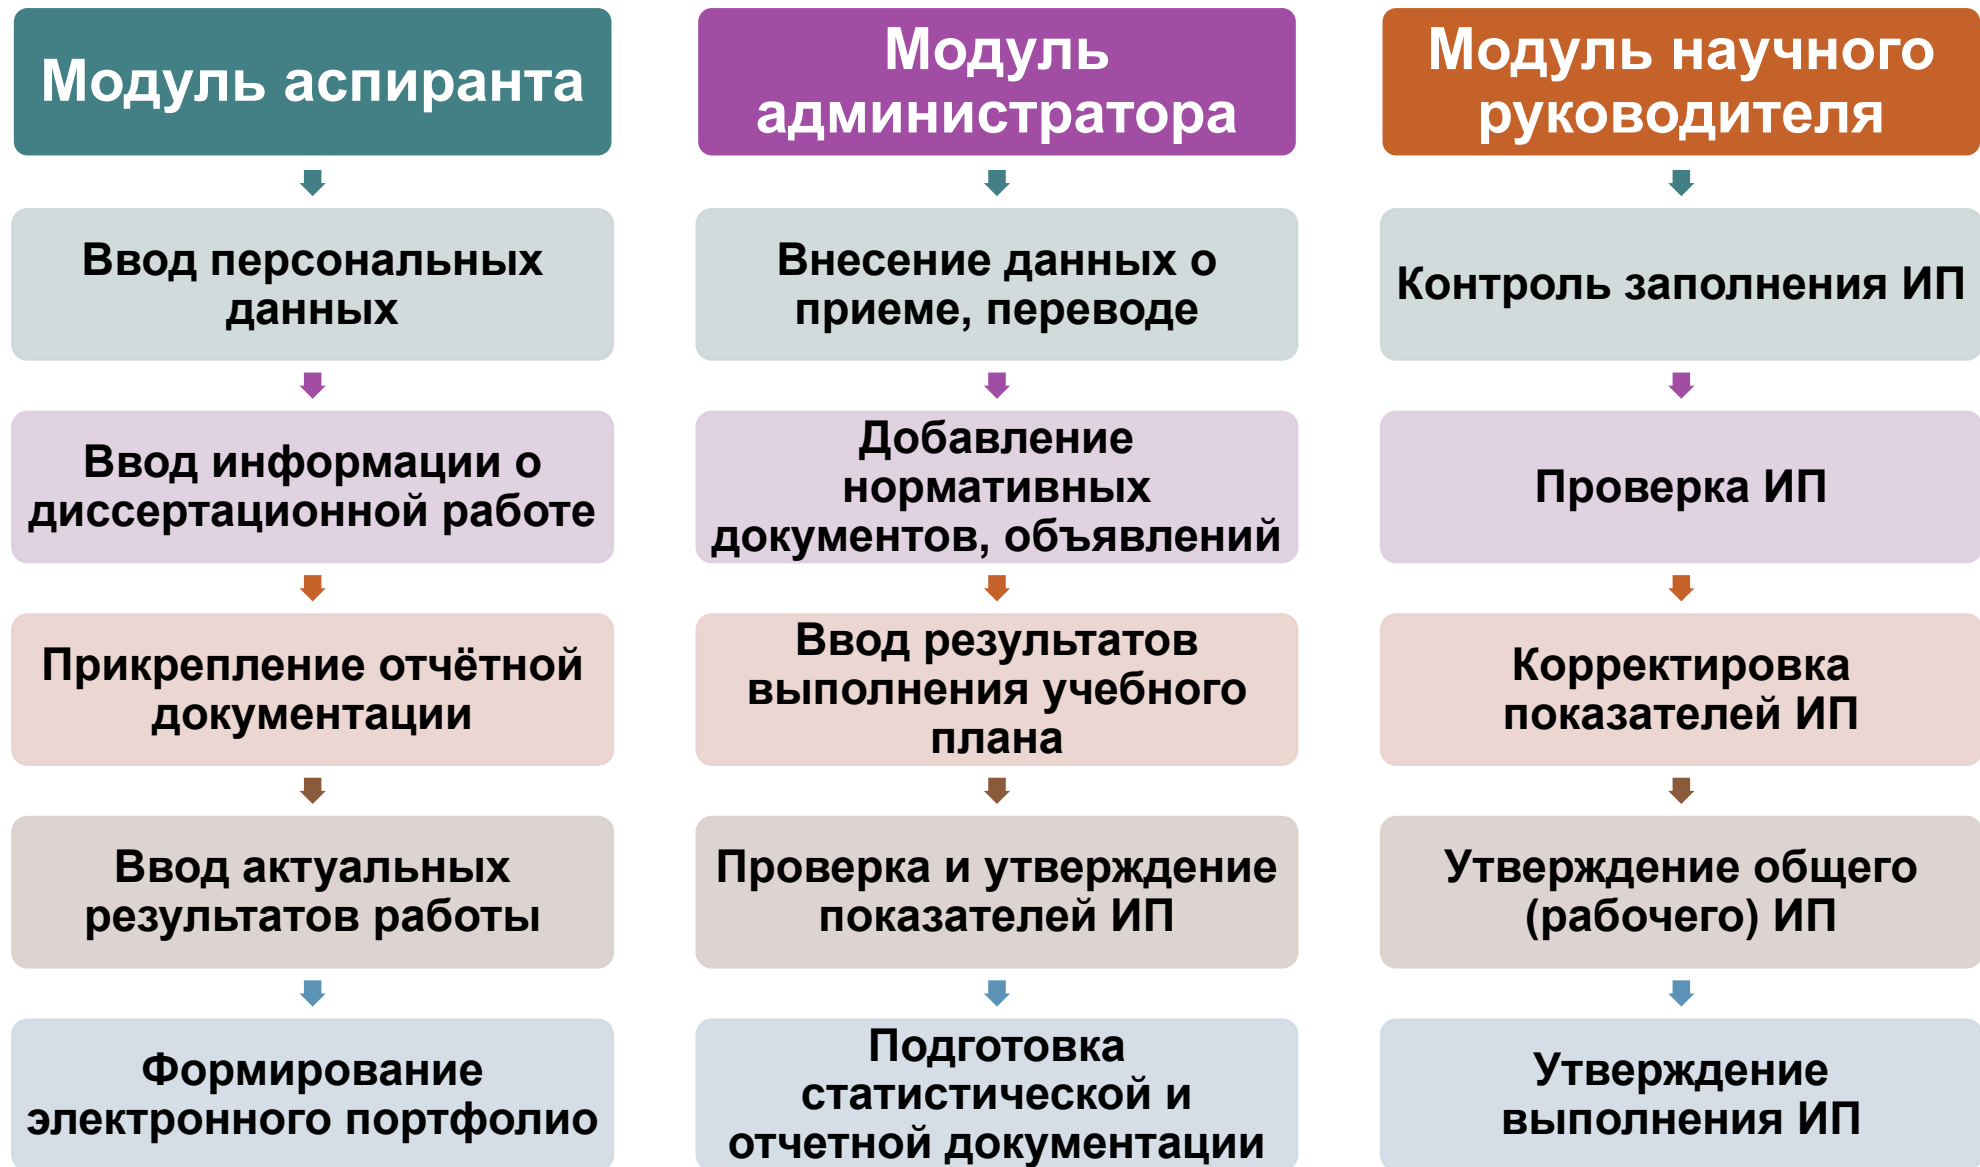 Модуль аспиранта
Ввод персональных
данных
Ввод информации о
диссертационной работе
Прикрепление отчётной
документации
Ввод актуальных
результатов работы
Формирование
электронного портфолио
Модуль
администратора
Внесение данных о
приеме, переводе
Добавление
нормативных
документов, объявлений
Ввод результатов
выполнения учебного
плана
Проверка и утверждение
показателей ИП
Подготовка
статистической и
отчетной документации
Модуль научного
руководителя
Контроль заполнения ИП
Проверка ИП
Корректировка
показателей ИП
Утверждение общего
(рабочего) ИП
Утверждение
выполнения ИП